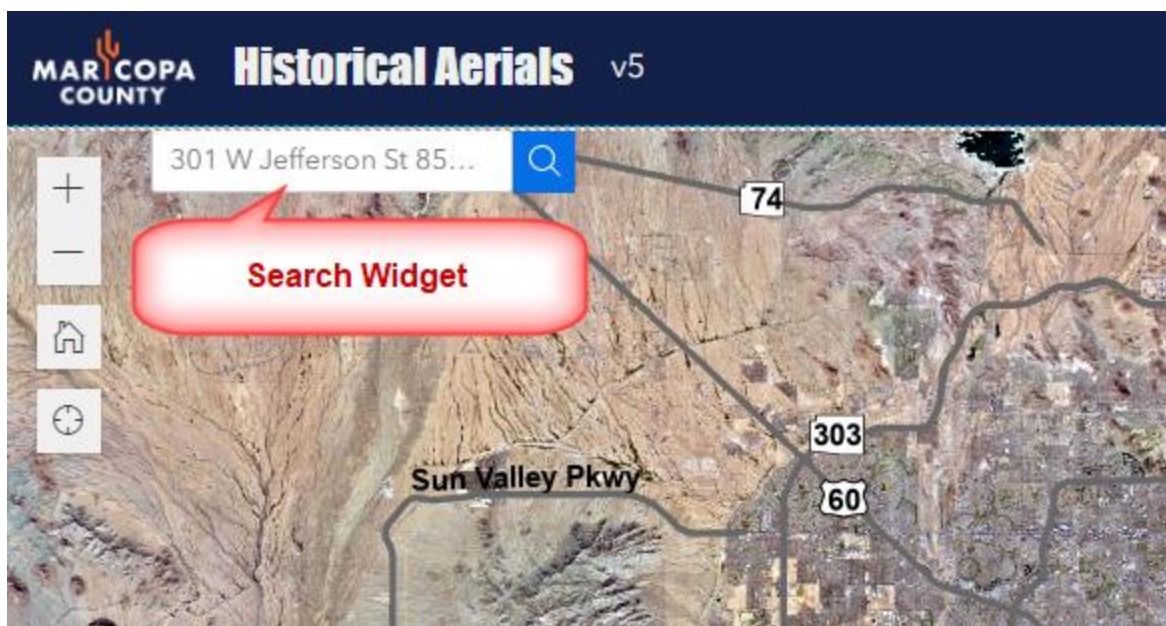 MARICOPA
COUNTY
Historical Aerials v5
301 W Jefferson St 85...
74
Search Widget
303
Sun Valley Pkwy
60